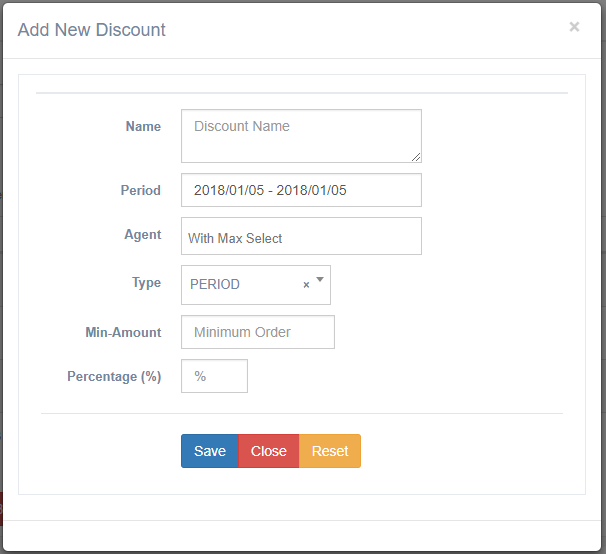 Add New Discount ×
Name Discount Name
Period 2018/01/05 - 2018/01/05
Agent With Max Select
Type PERIOD ×
Min-Amount Minimum Order
Percentage (%) %
Save Close Reset